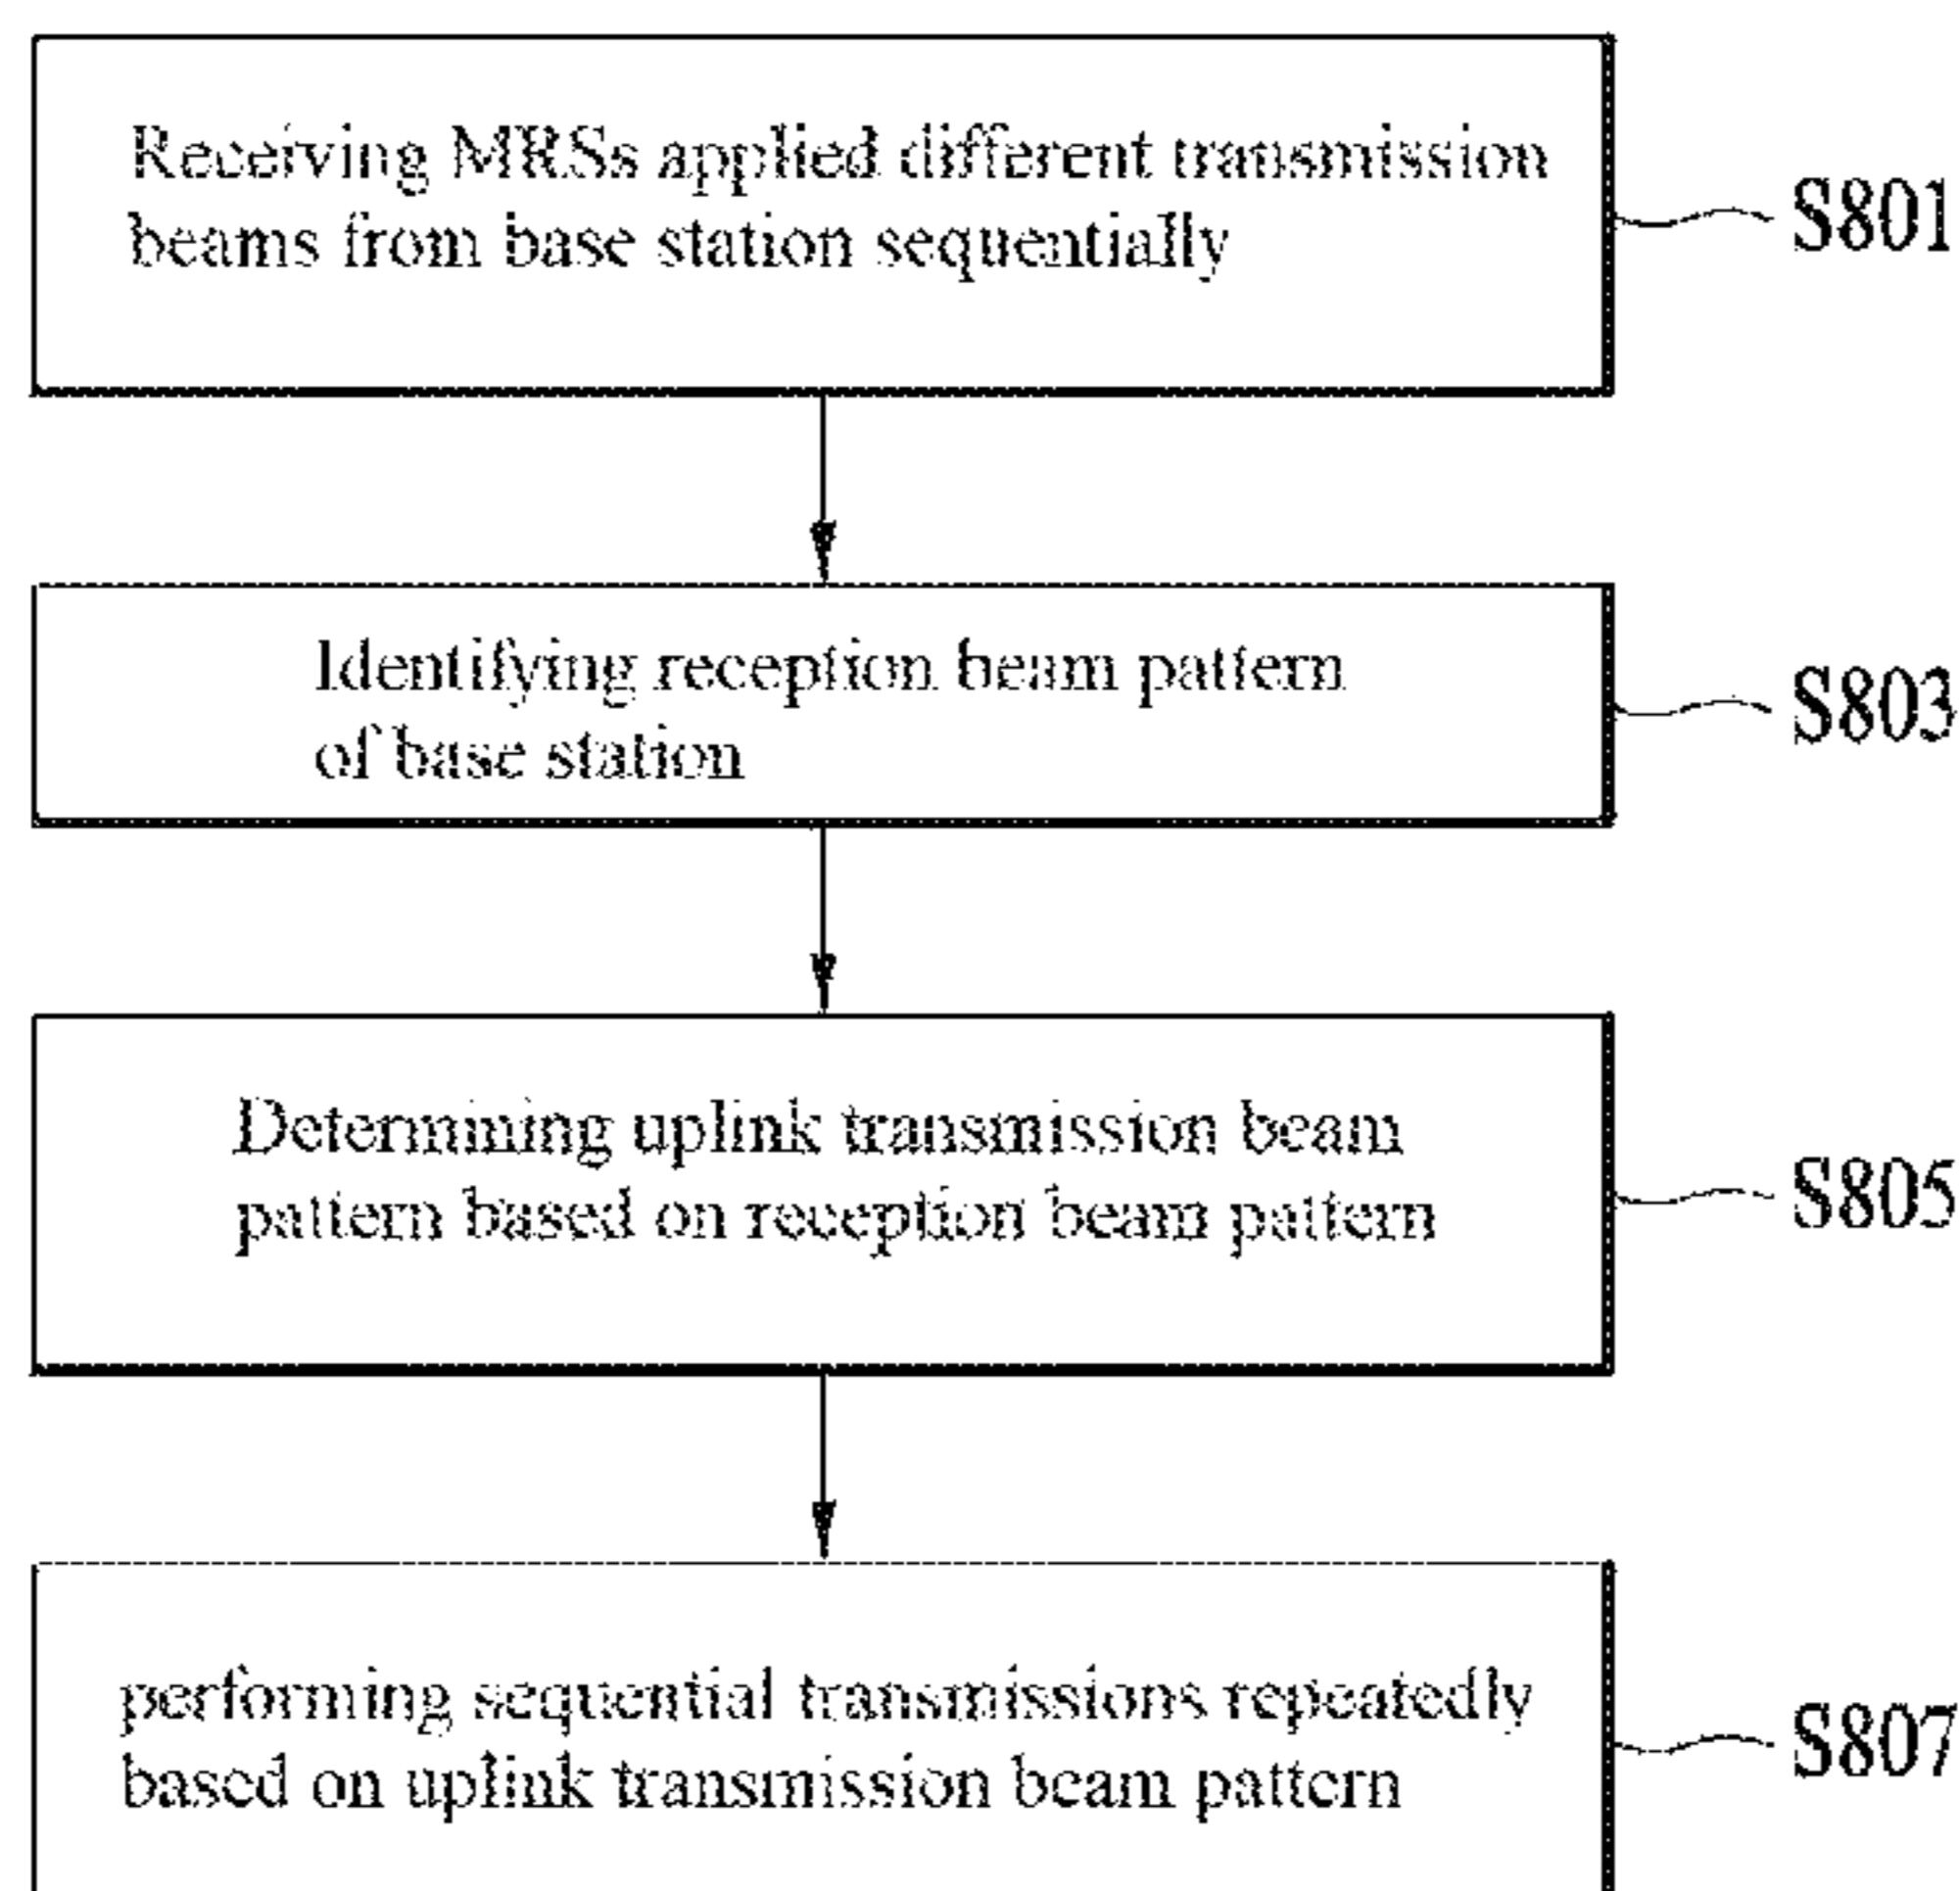 Receiving MRSs applied different transmission
beams from base station sequentially
S801
Identifying reception beam pattern
of base station
S803
Determining uplink transmission beam
pattern based on reception beam pattern
S805
performing sequential transmissions repeatedly
based on uplink transmission beam pattern
S807